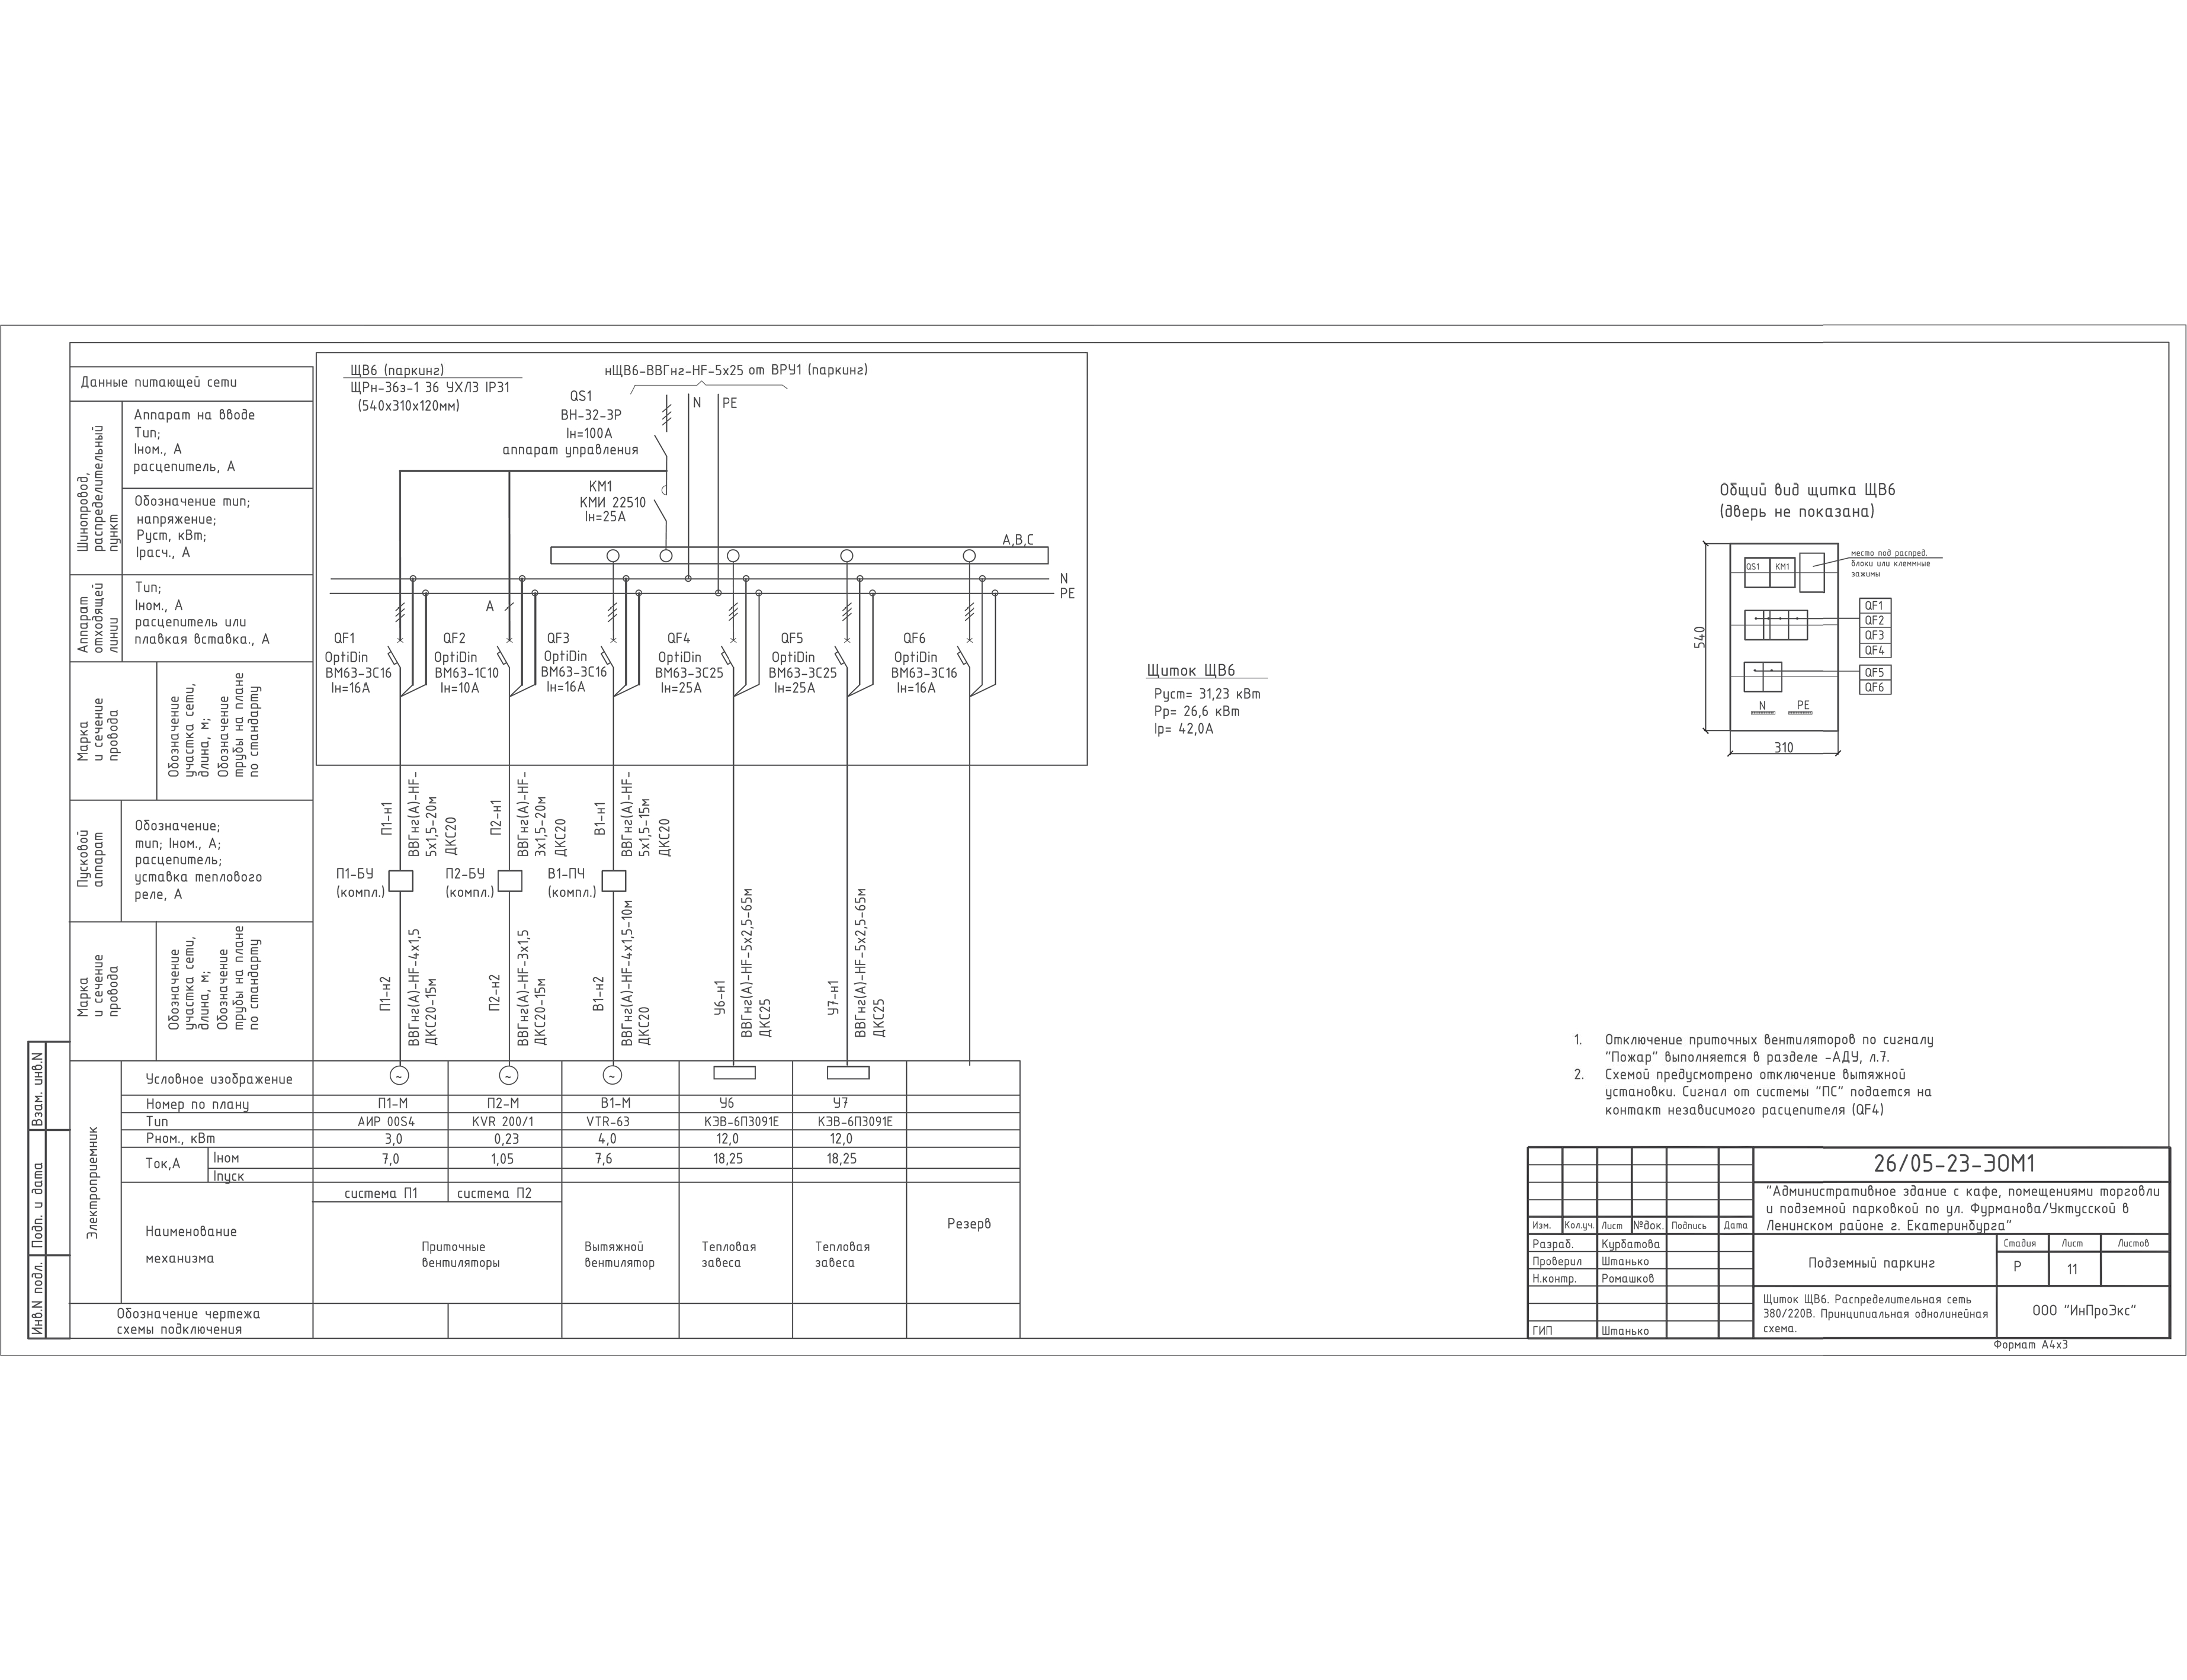 Данные питающей сети
Шинопровод,
распределительный
пункт
Аппарат на вводе
Тип;
Iном., А
расцепитель, А
Обозначение тип;
напряжение;
Руст, кВт;
Iрасч., А
Аппарат
отходящей
линии
Тип;
Iном., А
расцепитель или
плавкая вставка., А
Марка
и сечение
провода
Обозначение
участка сети,
длина, м;
Обозначение
трубы на плане
по стандарту
Пусковой
аппарат
Обозначение;
тип; Iном., А;
расцепитель;
уставка теплового
реле, А
Марка
и сечение
провода
Обозначение
участка сети,
длина, м;
Обозначение
трубы на плане
по стандарту
ЩВ6 (паркинг)
ЩРн-36з-1 36 УХЛ3 IP31
(540х310х120мм)
нЩВ6-ВВГнг-HF-5х25 от ВРУ1 (паркинг)
QS1
ВН-32-3Р
Iн=100А
аппарат управления
N
PE
КМ1
КМИ 22510
Iн=25А
А,В,С
N
PE
А
QF1
OptiDin
ВМ63-3С16
Iн=16А
QF2
OptiDin
ВМ63-1С10
Iн=10А
QF3
OptiDin
ВМ63-3С16
Iн=16А
QF4
OptiDin
ВМ63-3С25
Iн=25А
QF5
OptiDin
ВМ63-3С25
Iн=25А
QF6
OptiDin
ВМ63-3С16
Iн=16А
П1-н1
ВВГнг(А)-HF-
5х1,5-20м
ДКС20
П2-н1
ВВГнг(А)-HF-
3х1,5-20м
ДКС20
В1-н1
ВВГнг(А)-HF-
5х1,5-15м
ДКС20
П1-БУ
(компл.)
П2-БУ
(компл.)
В1-ПЧ
(компл.)
П1-н2
ВВГнг(А)-HF-4х1,5
ДКС20-15м
П2-н2
ВВГнг(А)-HF-3х1,5
ДКС20-15м
В1-н2
ВВГнг(А)-HF-4х1,5-10м
ДКС20
У6-н1
ВВГнг(А)-HF-5х2,5-65м
ДКС25
У7-н1
ВВГнг(А)-HF-5х2,5-65м
ДКС25
Электроприемник
Условное изображение ~ ~ ~
Номер по плану П1-М П2-М В1-М У6 У7
Тип АИР 00S4 KVR 200/1 VTR-63 КЭВ-6П3091Е КЭВ-6П3091Е
Рном., кВт 3,0 0,23 4,0 12,0 12,0
Ток,А Iном 7,0 1,05 7,6 18,25 18,25
Iпуск
Наименование
механизма
система П1 система П2
Приточные
вентиляторы
Вытяжной
вентилятор
Тепловая
завеса
Тепловая
завеса
Резерв
Обозначение чертежа
схемы подключения
Взам. инв.N
Подп. и дата
Инв.N подл.
Щиток ЩВ6
Руст= 31,23 кВт
Рр= 26,6 кВт
Iр= 42,0А
Общий вид щитка ЩВ6
(дверь не показана)
QS1 КМ1
место под распред.
блоки или клеммные
зажимы
QF1
QF2
QF3
QF4
QF5
QF6
N PE
540
310
1. Отключение приточных вентиляторов по сигналу
"Пожар" выполняется в разделе -АДУ, л.7.
2. Схемой предусмотрено отключение вытяжной
установки. Сигнал от системы "ПС" подается на
контакт независимого расцепителя (QF4)
26/05-23-ЭОМ1
"Административное здание с кафе, помещениями торговли
и подземной парковкой по ул. Фурманова/Уктусской в
Ленинском районе г. Екатеринбурга"
Изм. Кол.уч. Лист №док. Подпись Дата
Разраб. Курбатова
Проверил Штанько
Н.контр. Ромашков
ГИП Штанько
Подземный паркинг
Стадия Лист Листов
Р 11
Щиток ЩВ6. Распределительная сеть
380/220В. Принципиальная однолинейная
схема.
ООО "ИнПроЭкс"
Формат А4х3